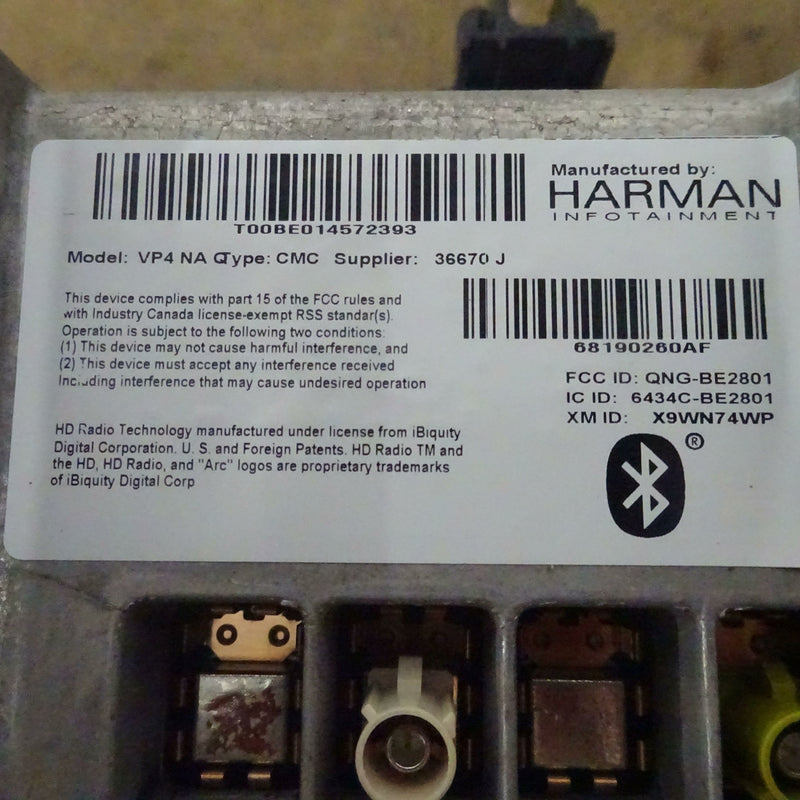 T00BE014572393
Manufactured by:
HARMAN
INFOTAINMENT
Model: VP4 NA QType: CMC Supplier: 36670 J
This device complies with part 15 of the FCC rules and
with Industry Canada license-exempt RSS standar(s).
Operation is subject to the following two conditions:
(1) This device may not cause harmful interference, and
(2) This device must accept any interference received
Including interference that may cause undesired operation
68190260AF
FCC ID: QNG-BE2801
IC ID: 6434C-BE2801
XM ID: X9WN74WP
HD Radio Technology manufactured under license from iBiquity
Digital Corporation. U. S. and Foreign Patents. HD Radio TM and
the HD, HD Radio, and "Arc" logos are proprietary trademarks
of iBiquity Digital Corp
®